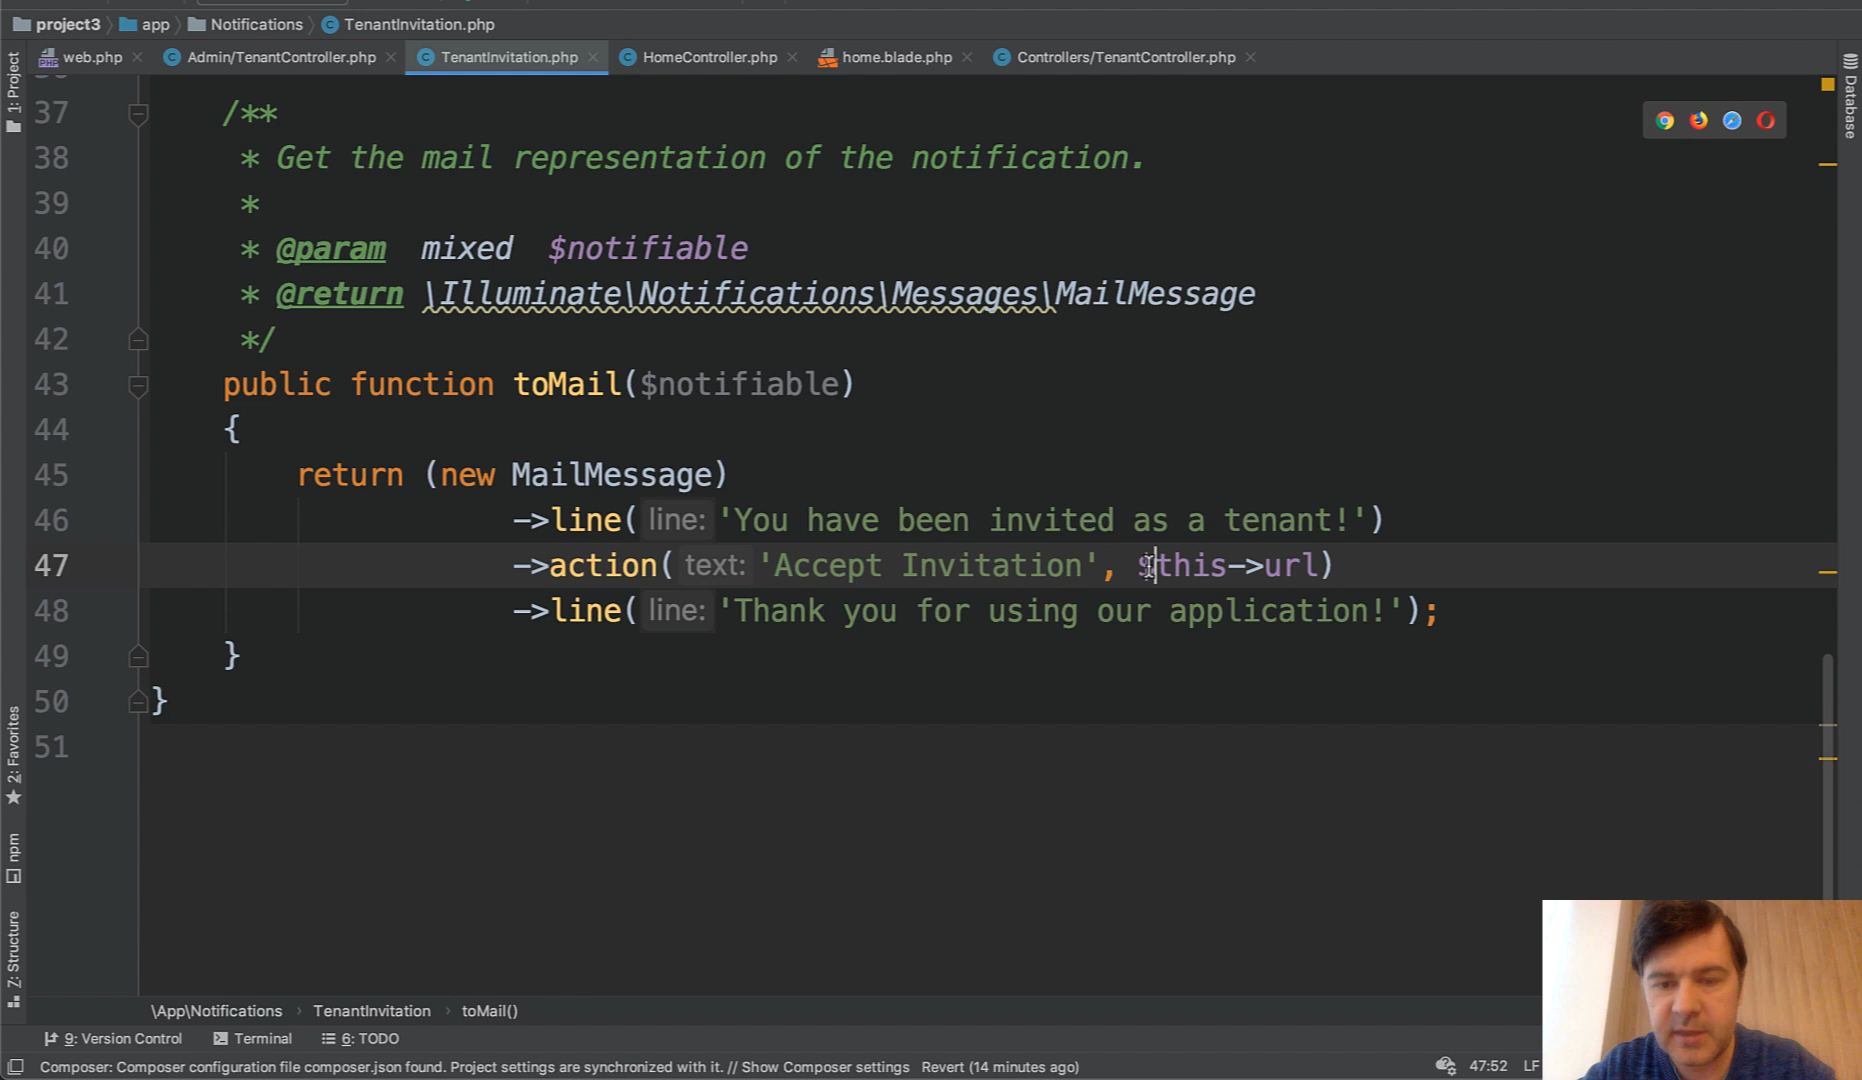 project3 app Notifications TenantInvitation.php
web.php Admin/TenantController.php TenantInvitation.php HomeController.php home.blade.php Controllers/TenantController.php
1: Project
Database
37 /**
38 * Get the mail representation of the notification.
39 *
40 * @param mixed $notifiable
41 * @return \Illuminate\Notifications\Messages\MailMessage
42 */
43 public function toMail($notifiable)
44 {
45 return (new MailMessage)
46 ->line( line: 'You have been invited as a tenant!')
47 ->action( text: 'Accept Invitation', $this->url)
48 ->line( line: 'Thank you for using our application!');
49 }
50 }
51
2: Favorites
npm
Z: Structure
\App\Notifications › TenantInvitation › toMail()
9: Version Control Terminal 6: TODO
Composer: Composer configuration file composer.json found. Project settings are synchronized with it. // Show Composer settings Revert (14 minutes ago) 47:52 LF